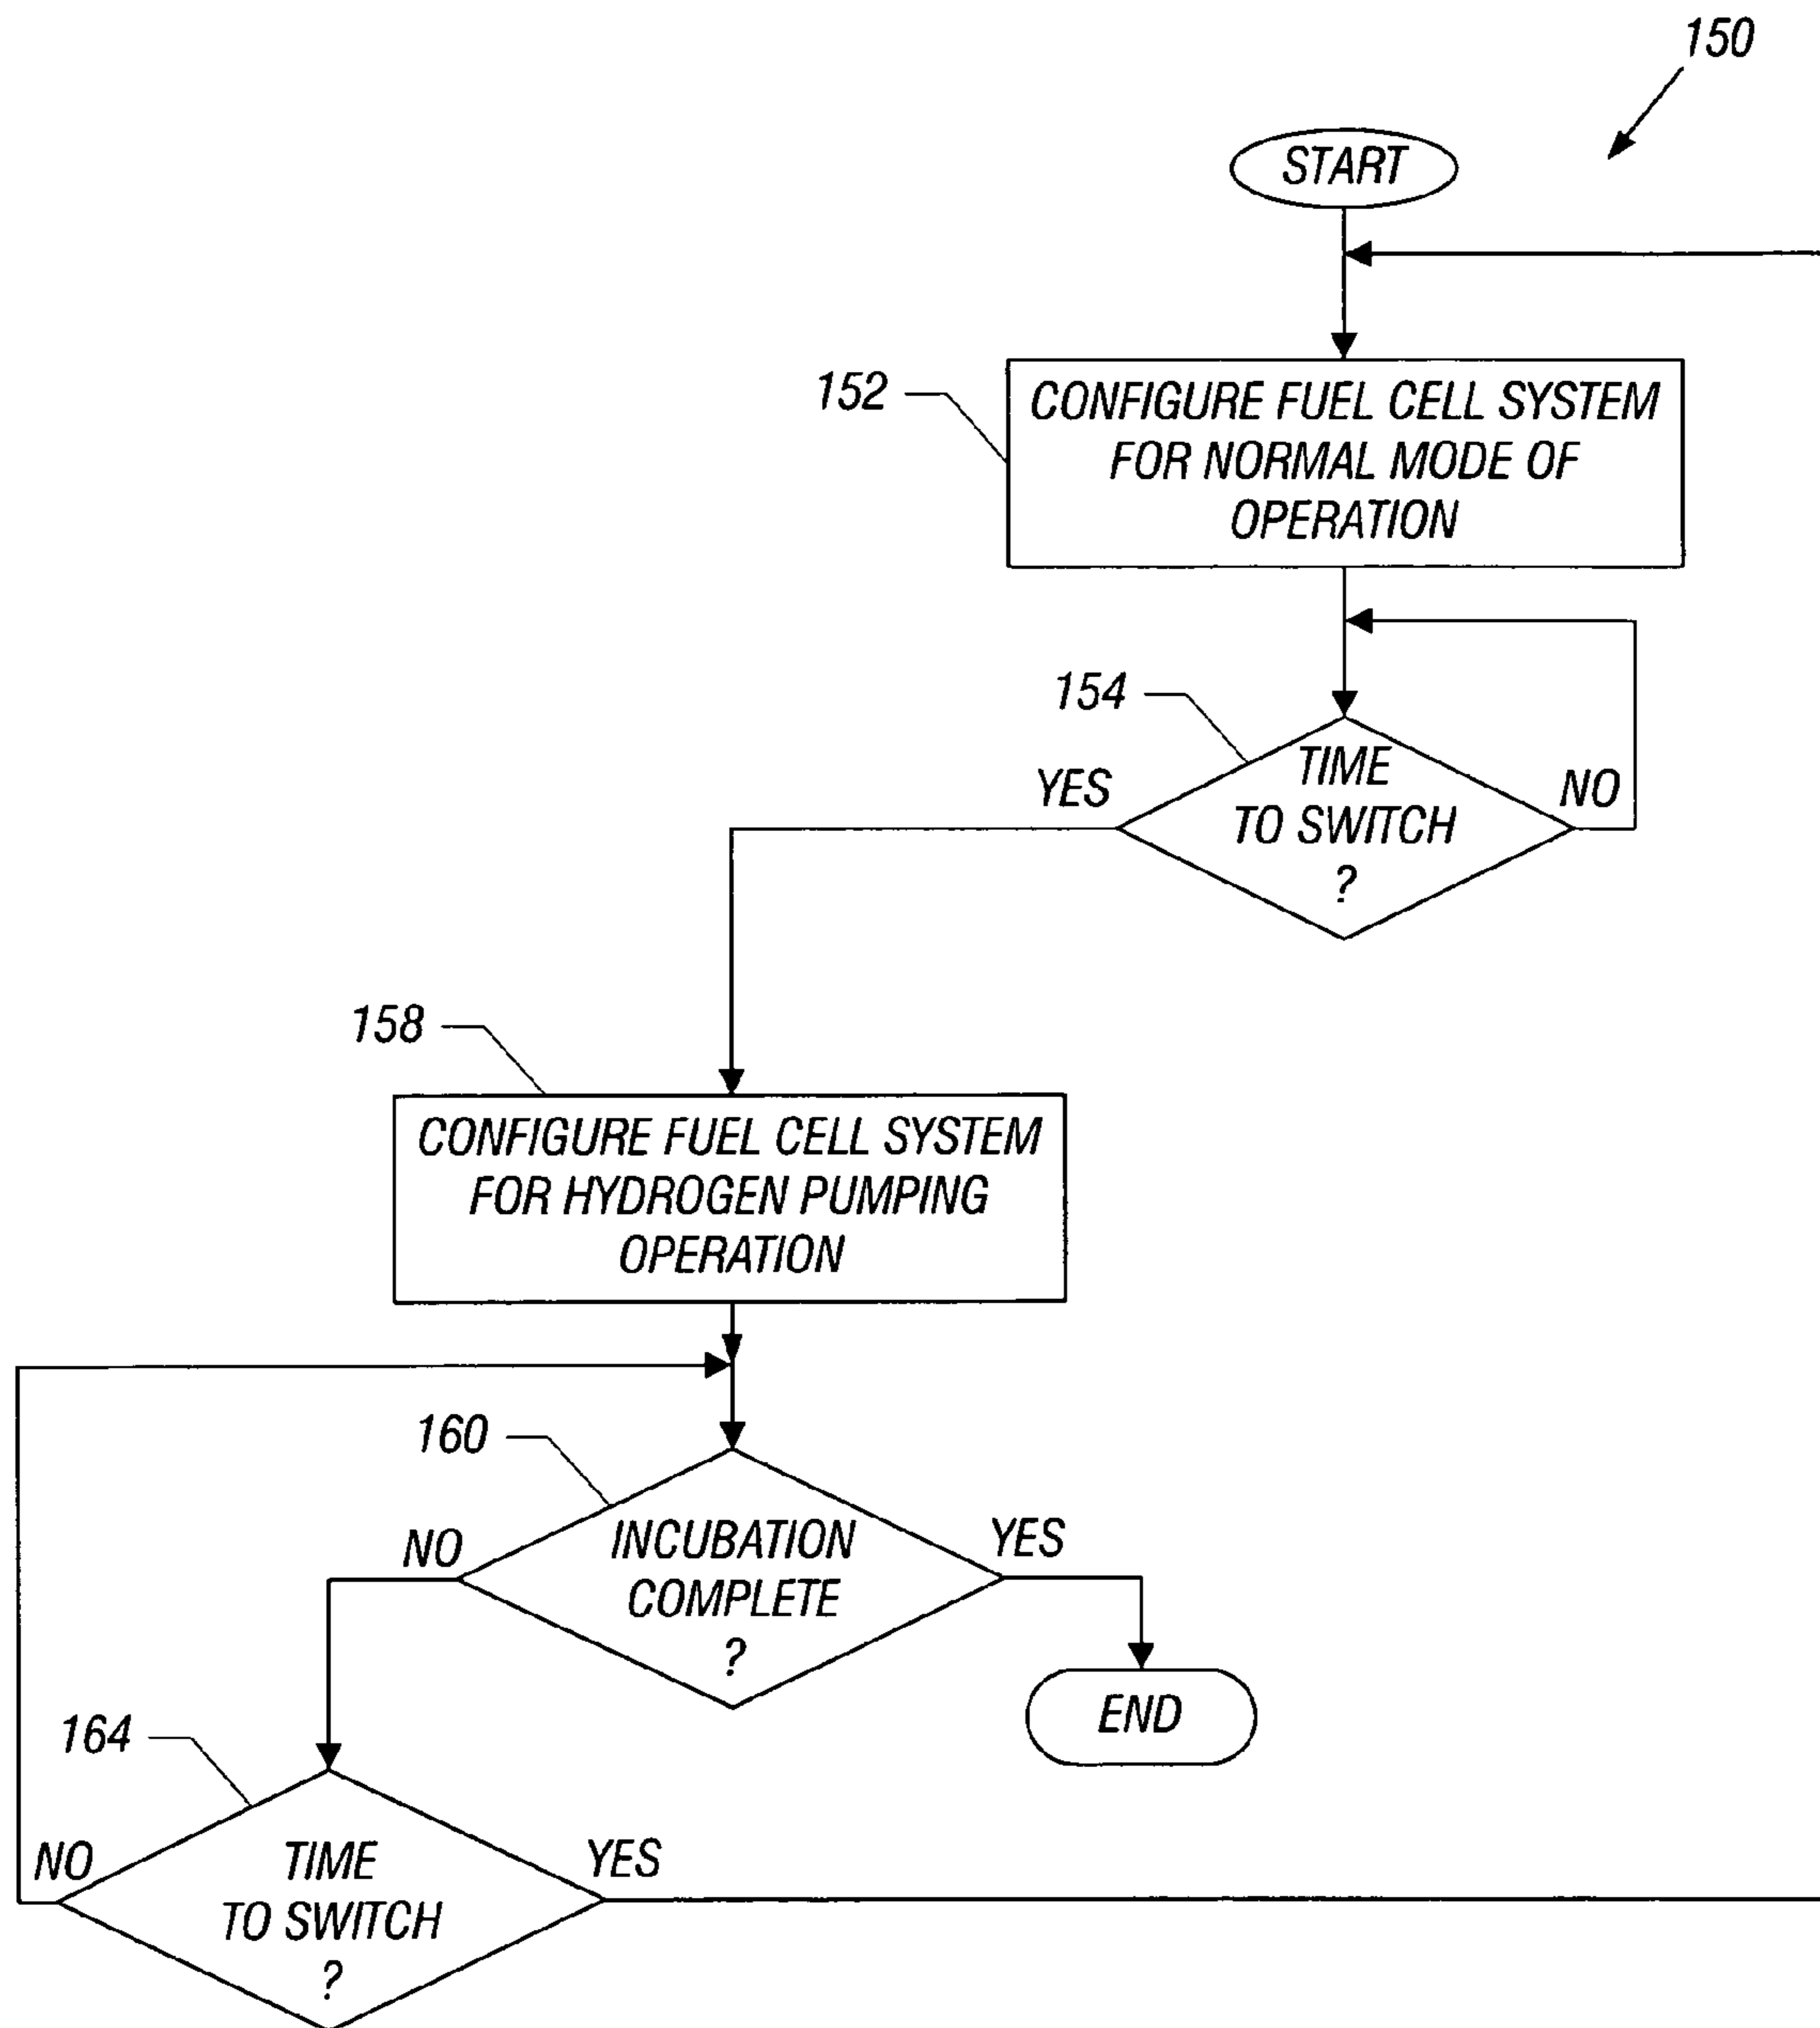 150
START
152
CONFIGURE FUEL CELL SYSTEM
FOR NORMAL MODE OF
OPERATION
154
YES
TIME
TO SWITCH
?
NO
158
CONFIGURE FUEL CELL SYSTEM
FOR HYDROGEN PUMPING
OPERATION
160
NO
INCUBATION
COMPLETE
?
YES
END
164
NO
TIME
TO SWITCH
?
YES